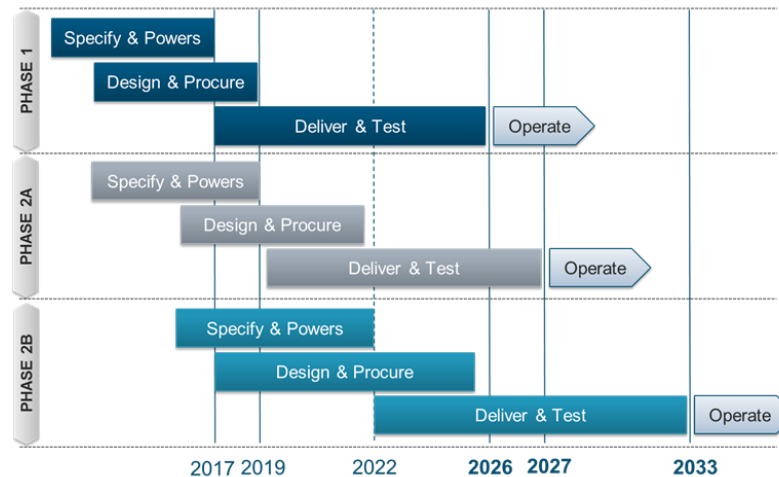 PHASE 1
Specify & Powers
Design & Procure
Deliver & Test
Operate
PHASE 2A
Specify & Powers
Design & Procure
Deliver & Test
Operate
PHASE 2B
Specify & Powers
Design & Procure
Deliver & Test
Operate
2017 2019 2022 2026 2027 2033